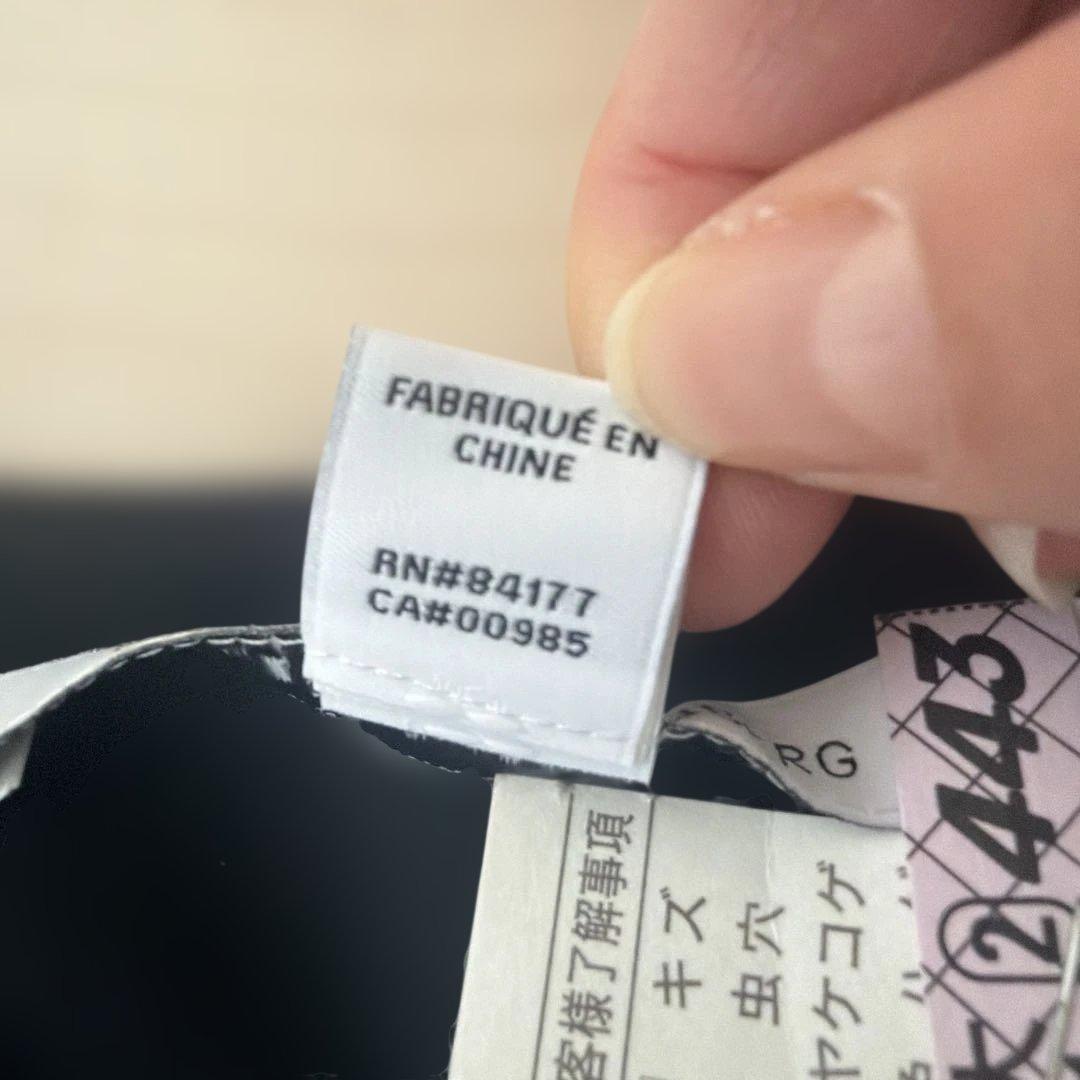 FABRIQUÉ EN
CHINE
RN#84177
CA#00985
RG
443
②
客様了解事項
キズ
虫穴
ヤケコゲ